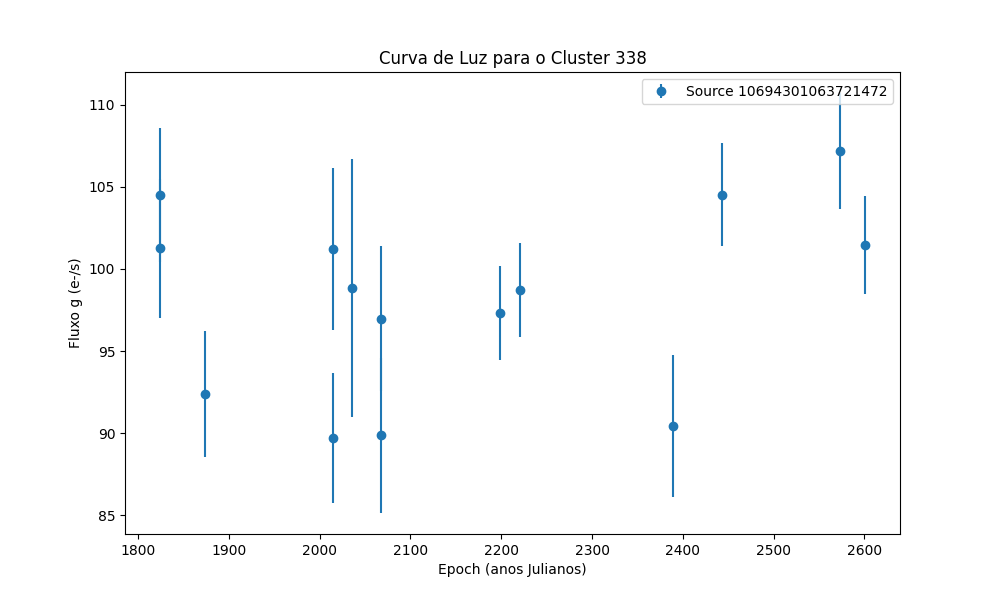 Curva de Luz para o Cluster 338
Source 10694301063721472
110
105
100
95
90
85
Fluxo g (e-/s)
1800 1900 2000 2100 2200 2300 2400 2500 2600
Epoch (anos Julianos)